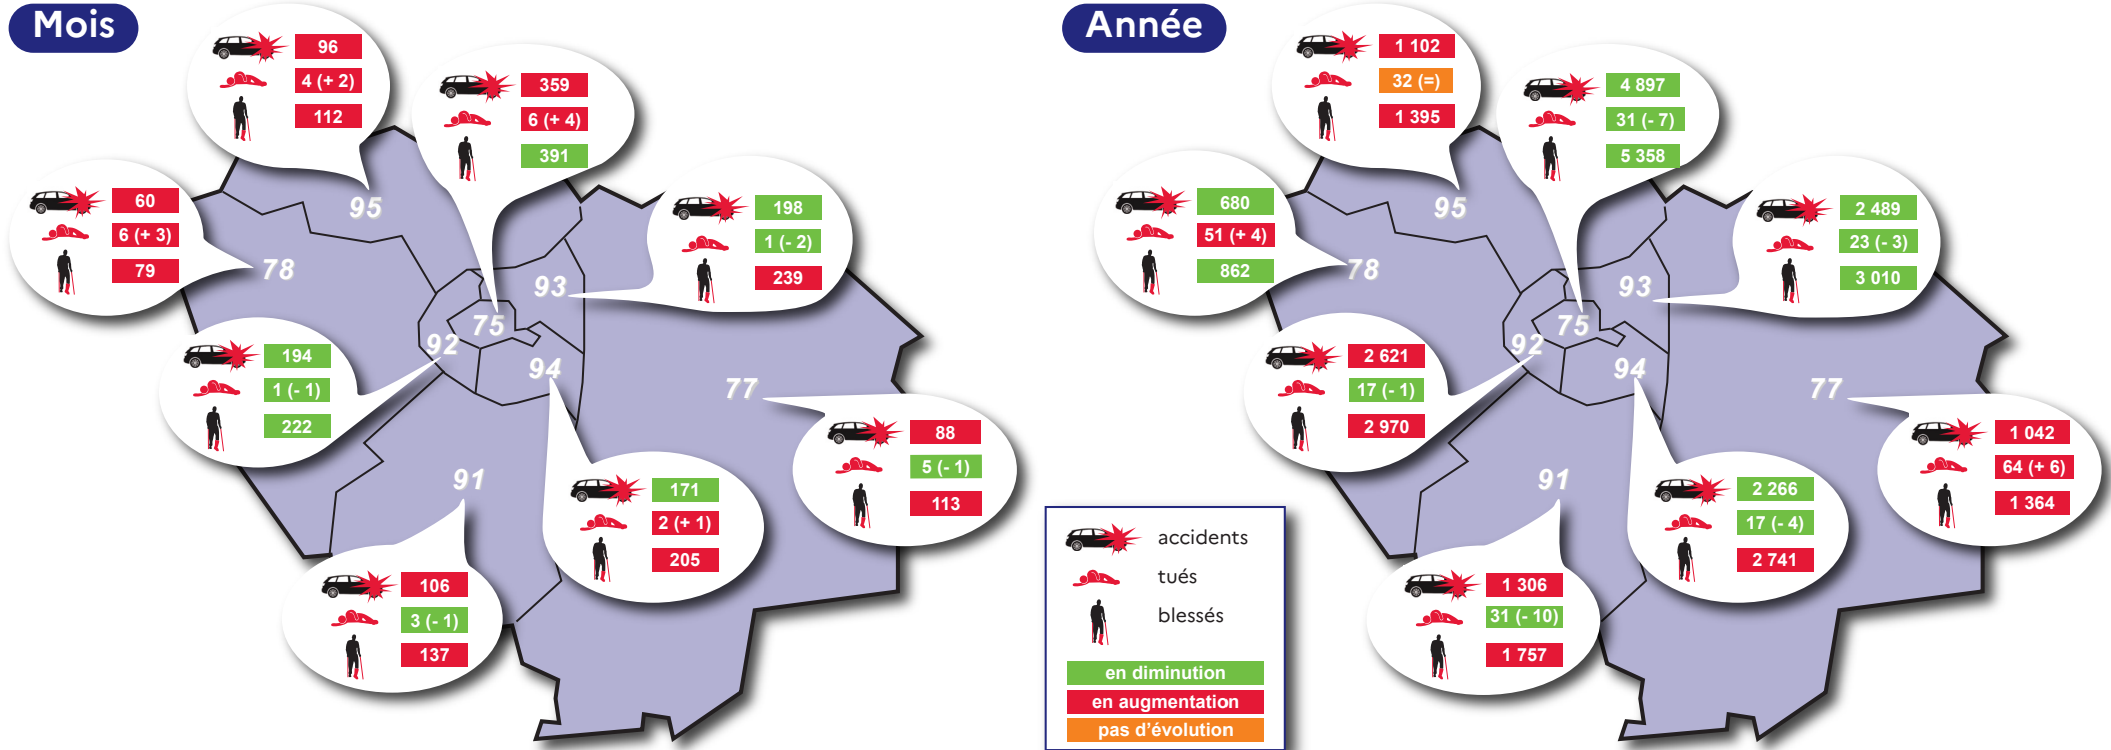 Mois
96
4 (+ 2)
112
359
6 (+ 4)
391
60
6 (+ 3)
79
198
1 (- 2)
239
194
1 (- 1)
222
88
5 (- 1)
113
171
2 (+ 1)
205
106
3 (- 1)
137
95
78
93
75
92
94
77
91
Année
1 102
32 (=)
1 395
4 897
31 (- 7)
5 358
680
51 (+ 4)
862
2 489
23 (- 3)
3 010
2 621
17 (- 1)
2 970
1 042
64 (+ 6)
1 364
2 266
17 (- 4)
2 741
1 306
31 (- 10)
1 757
95
78
93
75
92
94
77
91
accidents
tués
blessés
en diminution
en augmentation
pas d'évolution